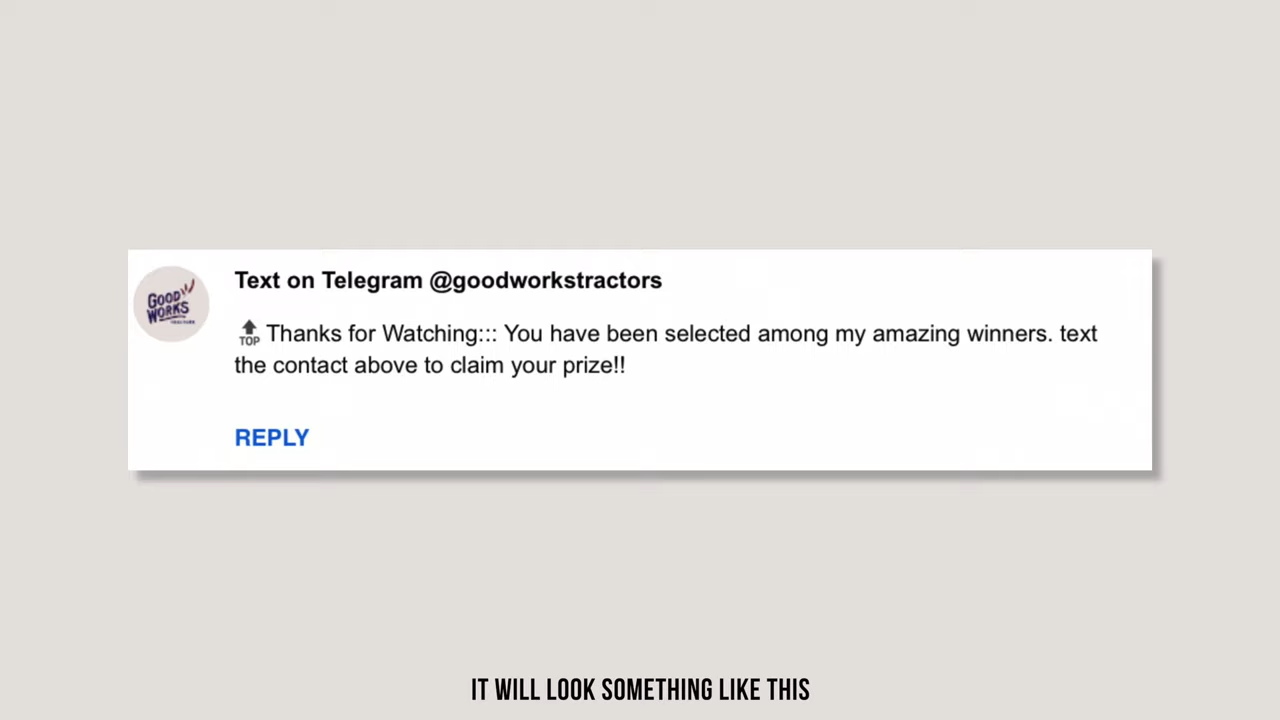 GOOD
WORKS
TRACTORS
Text on Telegram @goodworkstractors
TOP Thanks for Watching::: You have been selected among my amazing winners. text
the contact above to claim your prize!!
REPLY
IT WILL LOOK SOMETHING LIKE THIS